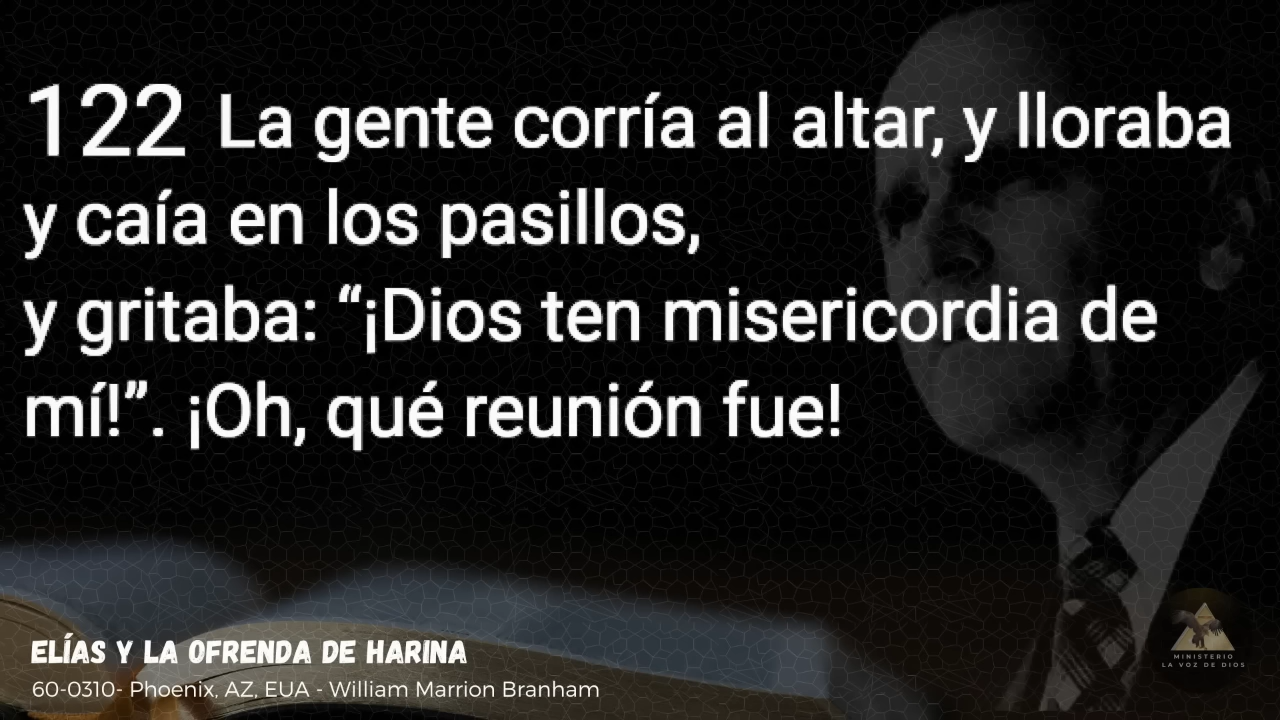 122 La gente corría al altar, y lloraba
y caía en los pasillos,
y gritaba: “¡Dios ten misericordia de
mí!”. ¡Oh, qué reunión fue!
ELÍAS Y LA OFRENDA DE HARINA
60-0310- Phoenix, AZ, EUA - William Marrion Branham
MINISTERIO
LA VOZ DE DIOS